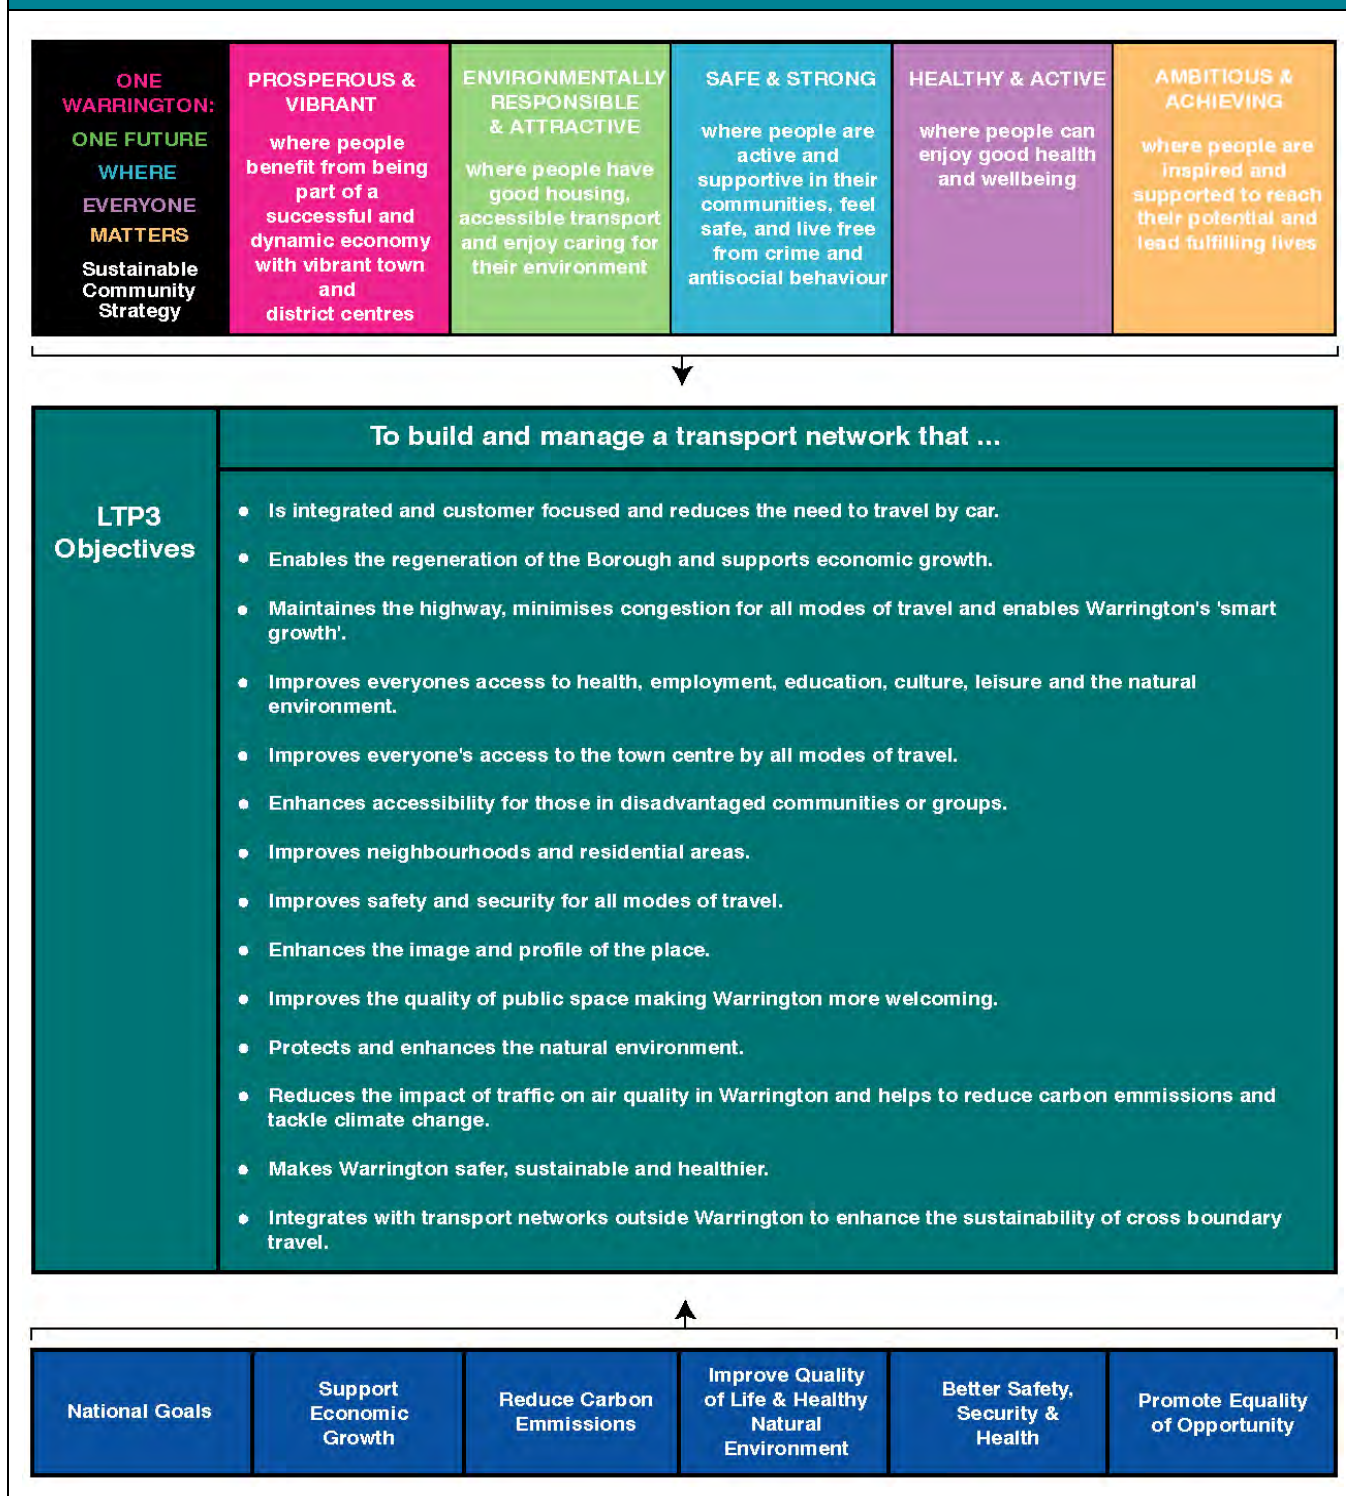 ONE
WARRINGTON:
ONE FUTURE
WHERE
EVERYONE
MATTERS
Sustainable
Community
Strategy
PROSPEROUS &
VIBRANT
where people
benefit from being
part of a
successful and
dynamic economy
with vibrant town
and
district centres
ENVIRONMENTALLY
RESPONSIBLE
& ATTRACTIVE
where people have
good housing,
accessible transport
and enjoy caring for
their environment
SAFE & STRONG
where people are
active and
supportive in their
communities, feel
safe, and live free
from crime and
antisocial behaviour
HEALTHY & ACTIVE
where people can
enjoy good health
and wellbeing
AMBITIOUS &
ACHIEVING
where people are
inspired and
supported to reach
their potential and
lead fulfilling lives
LTP3
Objectives
To build and manage a transport network that ...
• Is integrated and customer focused and reduces the need to travel by car.
• Enables the regeneration of the Borough and supports economic growth.
• Maintaines the highway, minimises congestion for all modes of travel and enables Warrington's 'smart
growth'.
• Improves everyones access to health, employment, education, culture, leisure and the natural
environment.
• Improves everyone's access to the town centre by all modes of travel.
• Enhances accessibility for those in disadvantaged communities or groups.
• Improves neighbourhoods and residential areas.
• Improves safety and security for all modes of travel.
• Enhances the image and profile of the place.
• Improves the quality of public space making Warrington more welcoming.
• Protects and enhances the natural environment.
• Reduces the impact of traffic on air quality in Warrington and helps to reduce carbon emmissions and
tackle climate change.
• Makes Warrington safer, sustainable and healthier.
• Integrates with transport networks outside Warrington to enhance the sustainability of cross boundary
travel.
National Goals
Support
Economic
Growth
Reduce Carbon
Emmissions
Improve Quality
of Life & Healthy
Natural
Environment
Better Safety,
Security &
Health
Promote Equality
of Opportunity